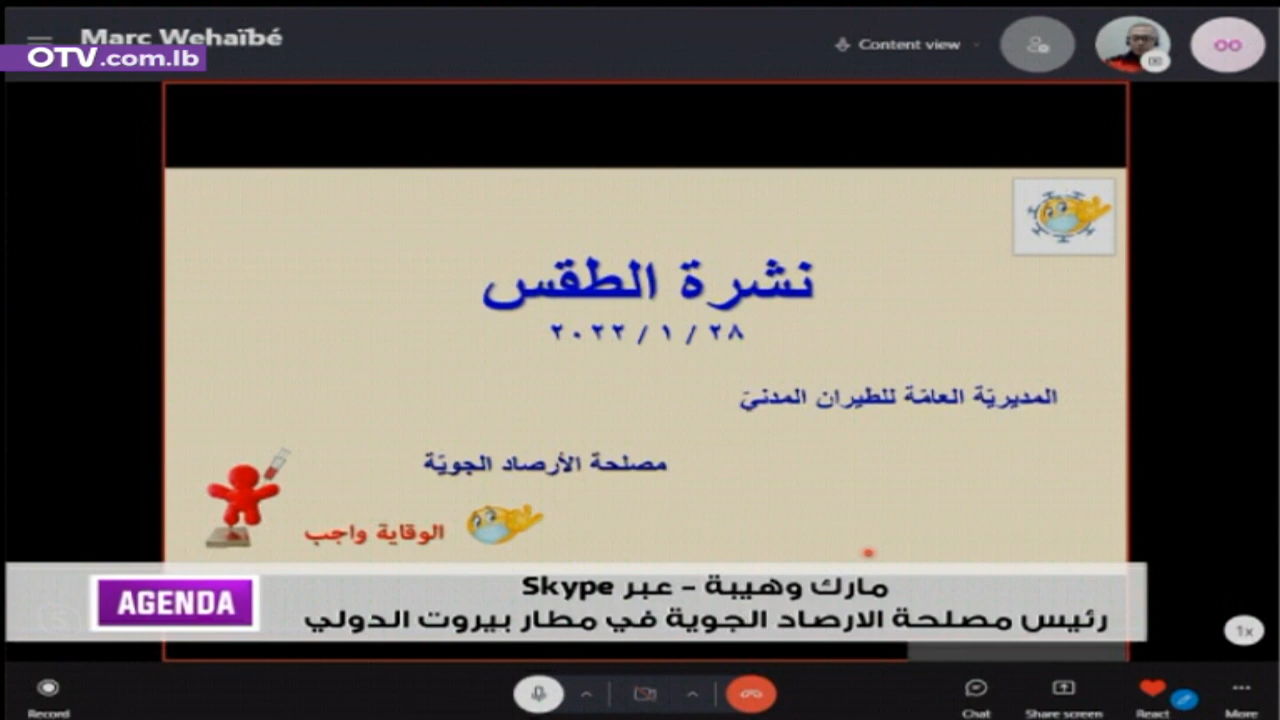 Marc Wehaïbé
OTV.com.lb
Content view
نشرة الطقس
٢٨ / ١ / ٢٠٢٢
المديريّة العامّة للطيران المدنيّ
مصلحة الأرصاد الجويّة
الوقاية واجب
AGENDA
مارك وهيبة - عبر Skype
رئيس مصلحة الارصاد الجوية في مطار بيروت الدولي
1x
Record
Chat
Share screen
React
More